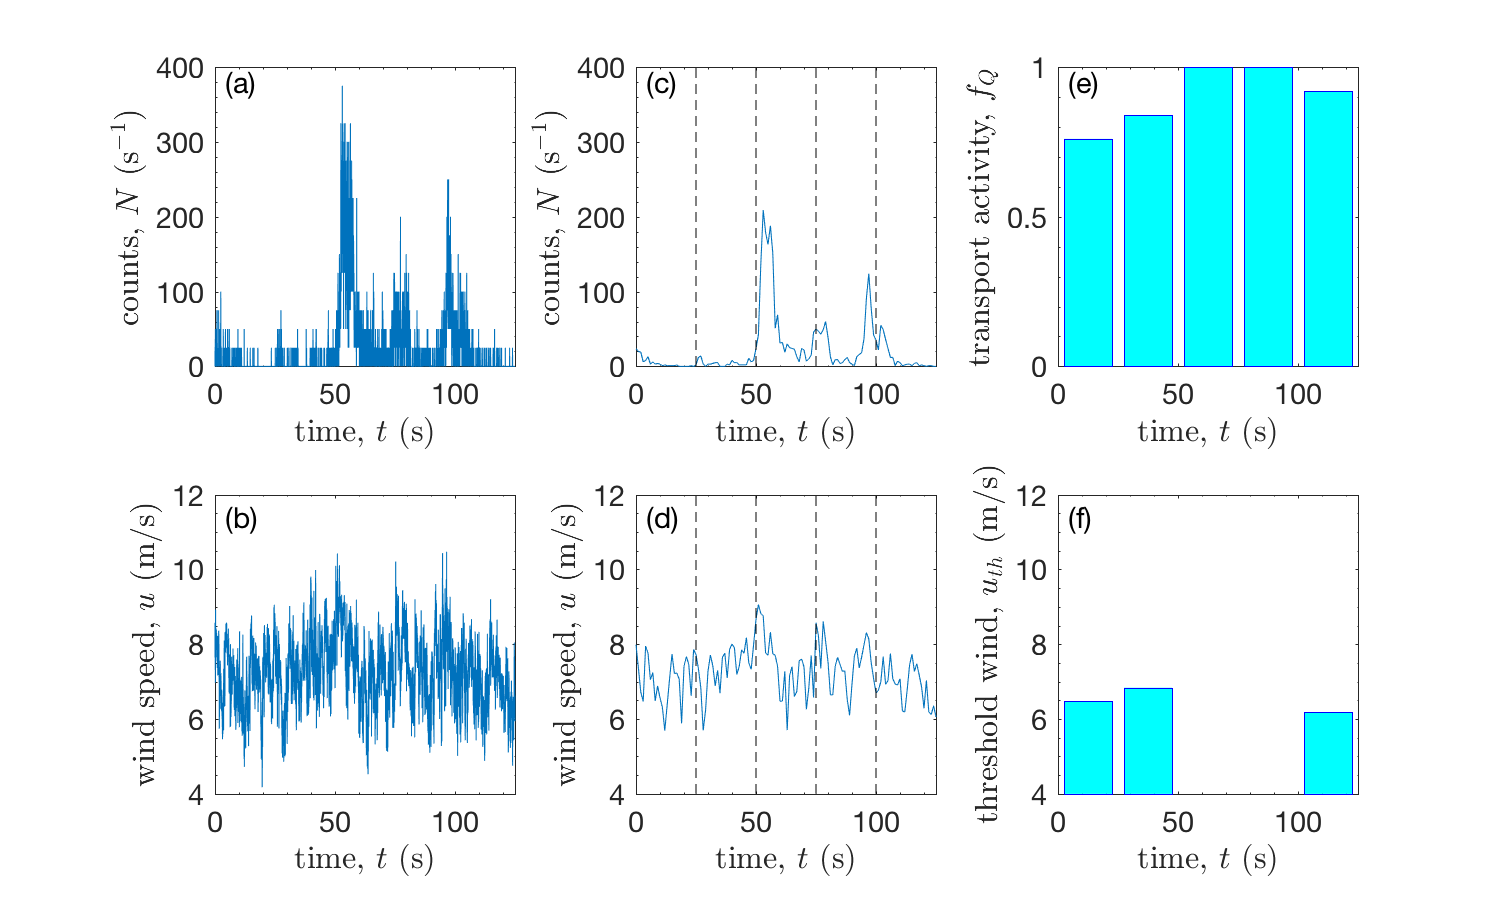 (a)
counts, N (s⁻¹)
400
300
200
100
0
0 50 100
time, t (s)
(c)
counts, N (s⁻¹)
400
300
200
100
0
0 50 100
time, t (s)
(e)
transport activity, f_Q
1
0.5
0
0 50 100
time, t (s)
(b)
wind speed, u (m/s)
12
10
8
6
4
0 50 100
time, t (s)
(d)
wind speed, u (m/s)
12
10
8
6
4
0 50 100
time, t (s)
(f)
threshold wind, u_th (m/s)
12
10
8
6
4
0 50 100
time, t (s)